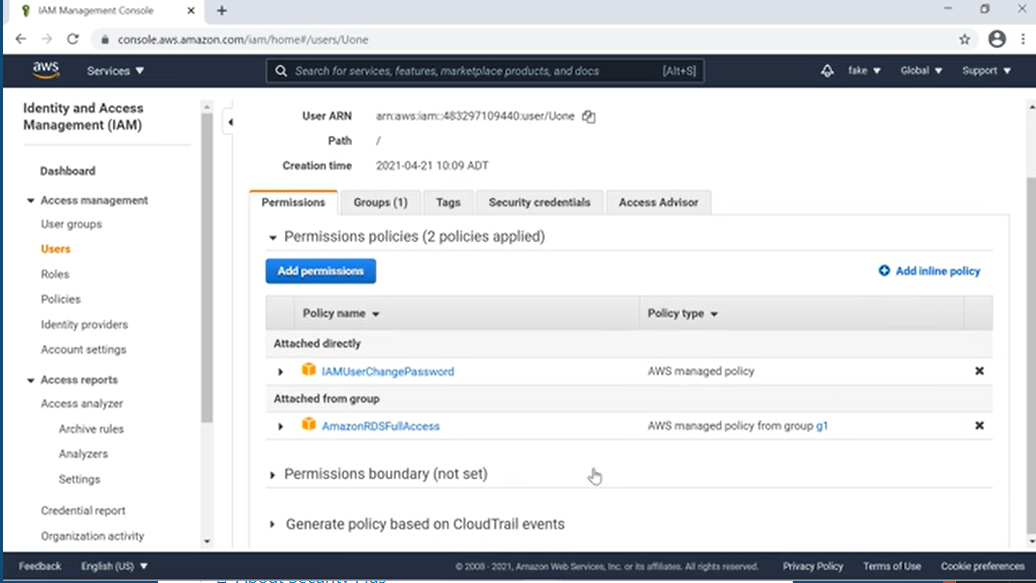 IAM Management Console
console.aws.amazon.com/iam/home#/users/Uone
aws Services Search for services, features, marketplace products, and docs [Alt+S] fake Global Support
Identity and Access
Management (IAM)
Dashboard
Access management
User groups
Users
Roles
Policies
Identity providers
Account settings
Access reports
Access analyzer
Archive rules
Analyzers
Settings
Credential report
Organization activity
User ARN arn:aws:iam::483297109440:user/Uone
Path /
Creation time 2021-04-21 10:09 ADT
Permissions Groups (1) Tags Security credentials Access Advisor
Permissions policies (2 policies applied)
Add permissions Add inline policy
Policy name Policy type
Attached directly
IAMUserChangePassword AWS managed policy
Attached from group
AmazonRDSFullAccess AWS managed policy from group g1
Permissions boundary (not set)
Generate policy based on CloudTrail events
Feedback English (US) © 2008 - 2021, Amazon Web Services, Inc. or its affiliates. All rights reserved. Privacy Policy Terms of Use Cookie preferences